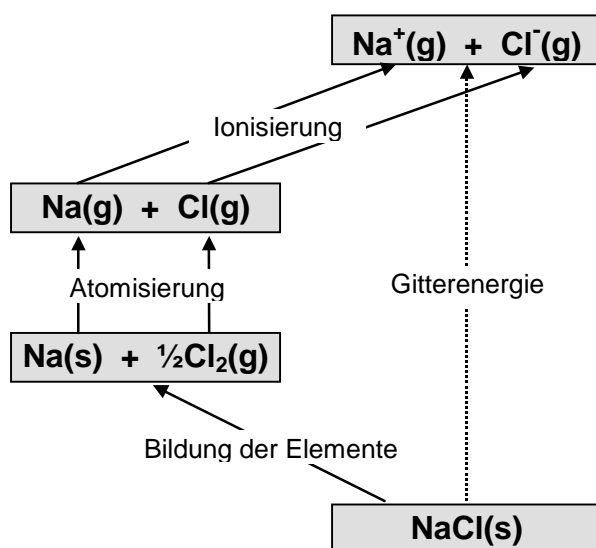 Na⁺(g) + Cl⁻(g)
Ionisierung
Na(g) + Cl(g)
Atomisierung
Gitterenergie
Na(s) + ½Cl₂(g)
Bildung der Elemente
NaCl(s)